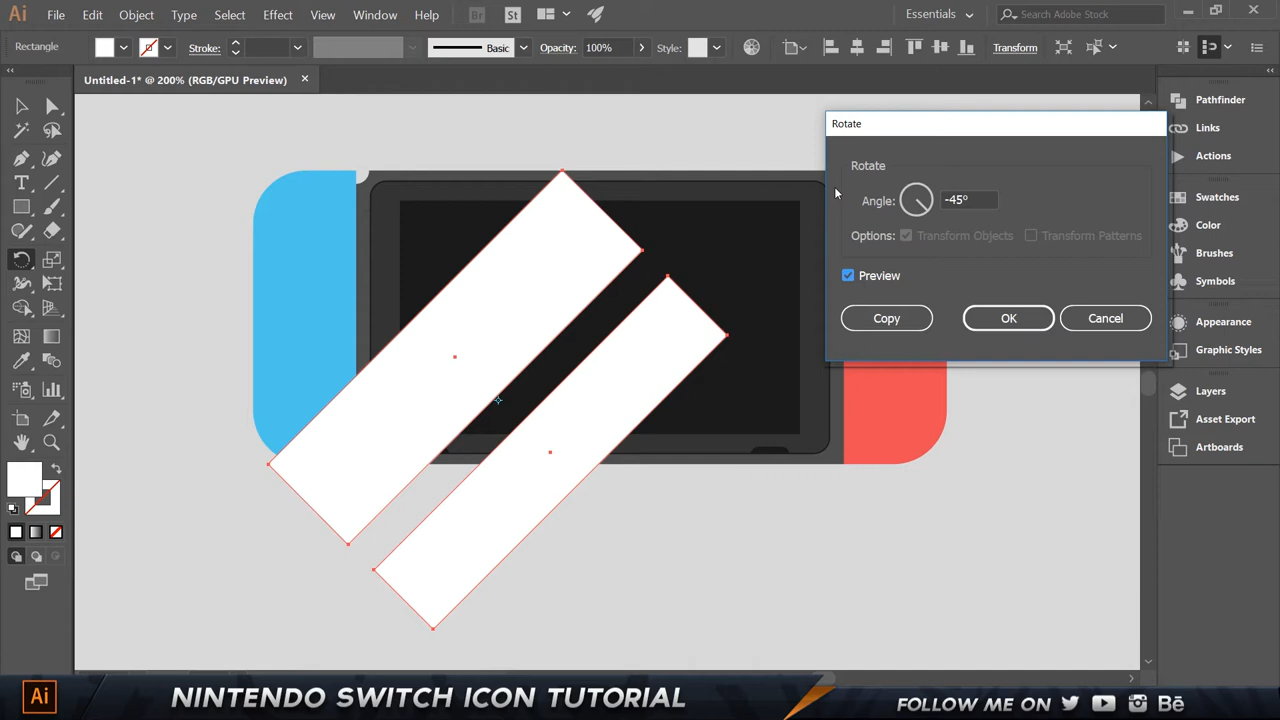 Ai File Edit Object Type Select Effect View Window Help Br St Essentials Search Adobe Stock
Rectangle Stroke: Basic Opacity: 100% Style: Transform
Untitled-1* @ 200% (RGB/GPU Preview)
Pathfinder
Links
Actions
Swatches
Color
Brushes
Symbols
Appearance
Graphic Styles
Layers
Asset Export
Artboards
Rotate
Rotate
Angle: -45°
Options: Transform Objects Transform Patterns
Preview
Copy OK Cancel
Ai NINTENDO SWITCH ICON TUTORIAL FOLLOW ME ON Bē